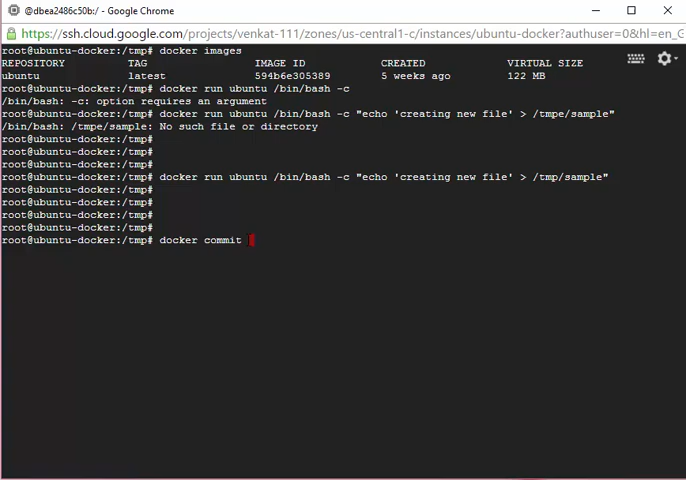 @dbea2486c50b:/ - Google Chrome
https://ssh.cloud.google.com/projects/venkat-111/zones/us-central1-c/instances/ubuntu-docker?authuser=0&hl=en_G
root@ubuntu-docker:/tmp# docker images
REPOSITORY TAG IMAGE ID CREATED VIRTUAL SIZE
ubuntu latest 594b6e305389 5 weeks ago 122 MB
root@ubuntu-docker:/tmp# docker run ubuntu /bin/bash -c
/bin/bash: -c: option requires an argument
root@ubuntu-docker:/tmp# docker run ubuntu /bin/bash -c "echo 'creating new file' > /tmpe/sample"
/bin/bash: /tmpe/sample: No such file or directory
root@ubuntu-docker:/tmp#
root@ubuntu-docker:/tmp#
root@ubuntu-docker:/tmp#
root@ubuntu-docker:/tmp# docker run ubuntu /bin/bash -c "echo 'creating new file' > /tmp/sample"
root@ubuntu-docker:/tmp#
root@ubuntu-docker:/tmp#
root@ubuntu-docker:/tmp#
root@ubuntu-docker:/tmp#
root@ubuntu-docker:/tmp# docker commit